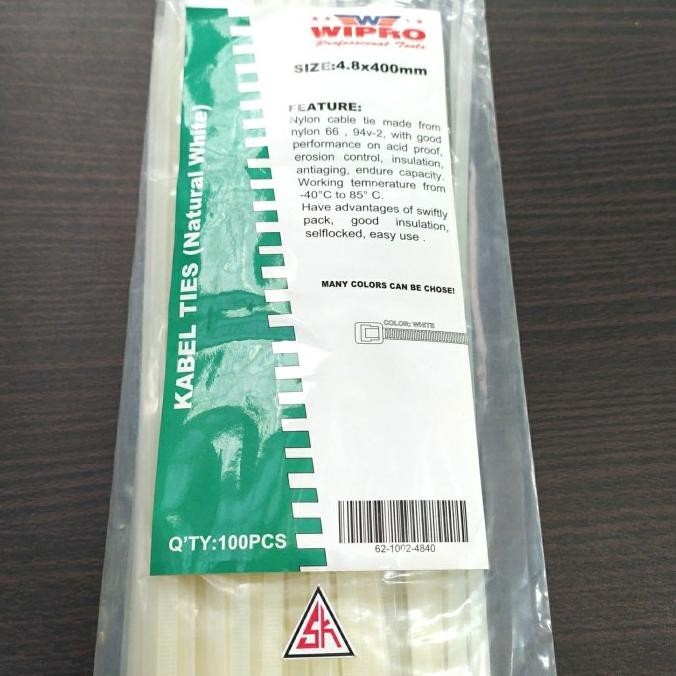 WIPRO
Professional Tools
SIZE:4.8x400mm
KABEL TIES (Natural White)
FEATURE:
Nylon cable tie made from
nylon 66 , 94v-2, with good
performance on acid proof,
erosion control, insulation,
antiaging, endure capacity.
Working temperature from
-40°C to 85° C.
Have advantages of swiftly
pack, good insulation,
selflocked, easy use .
MANY COLORS CAN BE CHOSE!
COLOR: WHITE
Q'TY:100PCS
62-1002-4840
SK